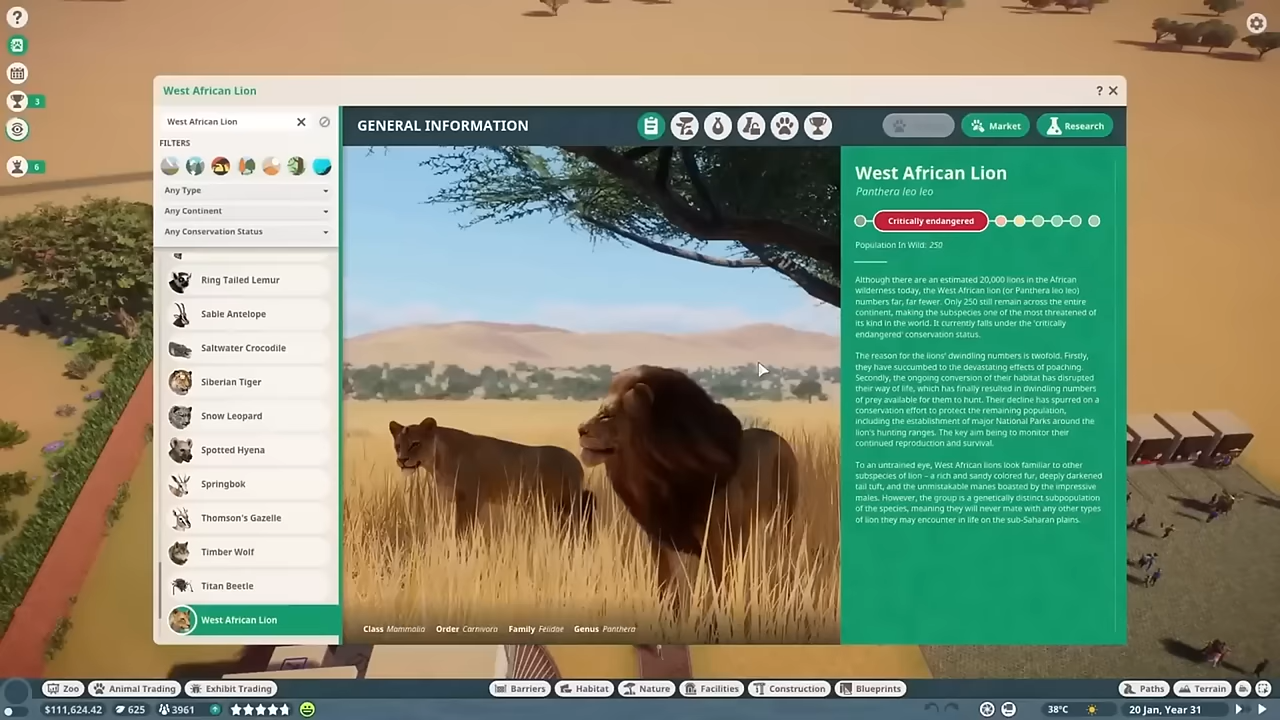 West African Lion
?
West African Lion
FILTERS
Any Type
Any Continent
Any Conservation Status
Ring Tailed Lemur
Sable Antelope
Saltwater Crocodile
Siberian Tiger
Snow Leopard
Spotted Hyena
Springbok
Thomson's Gazelle
Timber Wolf
Titan Beetle
West African Lion
GENERAL INFORMATION
Market
Research
Class Mammalia Order Carnivora Family Felidae Genus Panthera
West African Lion
Panthera leo leo
Critically endangered
Population In Wild: 250
Although there are an estimated 20,000 lions in the African
wilderness today, the West African lion (or Panthera leo leo)
numbers far, far fewer. Only 250 still remain across the entire
continent, making the subspecies one of the most threatened of
its kind in the world. It currently falls under the 'critically
endangered' conservation status.
The reason for the lions' dwindling numbers is twofold. Firstly,
they have succumbed to the devastating effects of poaching.
Secondly, the ongoing conversion of their habitat has disrupted
their way of life, which has finally resulted in dwindling numbers
of prey available for them to hunt. Their decline has spurred on a
conservation effort to protect the remaining population,
including the establishment of major National Parks around the
lion's hunting ranges. The key aim being to monitor their
continued reproduction and survival.
To an untrained eye, West African lions look familiar to other
subspecies of lion – a rich and sandy colored fur, deeply darkened
tail tuft, and the unmistakable manes boasted by the impressive
males. However, the group is a genetically distinct subpopulation
of the species, meaning they will never mate with any other types
of lion they may encounter in life on the sub-Saharan plains.
?
3
6
Zoo
Animal Trading
Exhibit Trading
Barriers
Habitat
Nature
Facilities
Construction
Blueprints
Paths
Terrain
$111,624.42
625
3961
38°C
20 Jan, Year 31